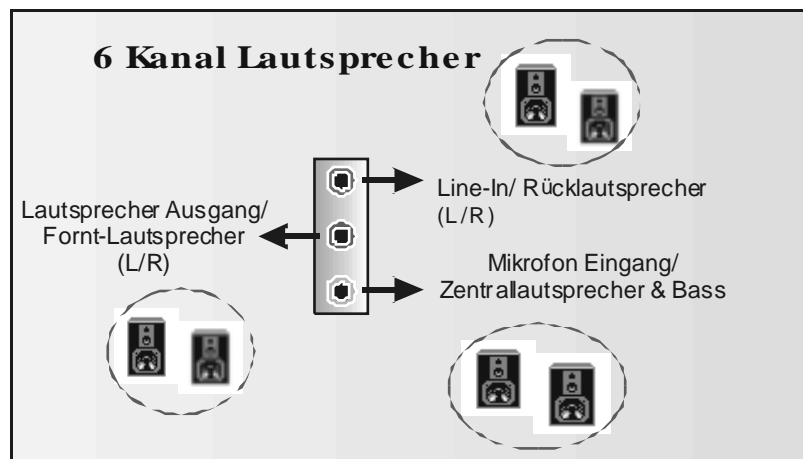 6 Kanal Lautsprecher
Line-In/ Rücklautsprecher
(L/R)
Lautsprecher Ausgang/
Fornt-Lautsprecher
(L/R)
Mikrofon Eingang/
Zentrallautsprecher & Bass